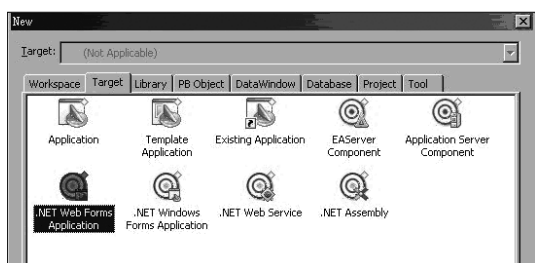 New
Target: (Not Applicable)
Workspace Target Library PB Object DataWindow Database Project Tool
Application
Template Application
Existing Application
EAServer Component
Application Server Component
.NET Web Forms Application
.NET Windows Forms Application
.NET Web Service
.NET Assembly